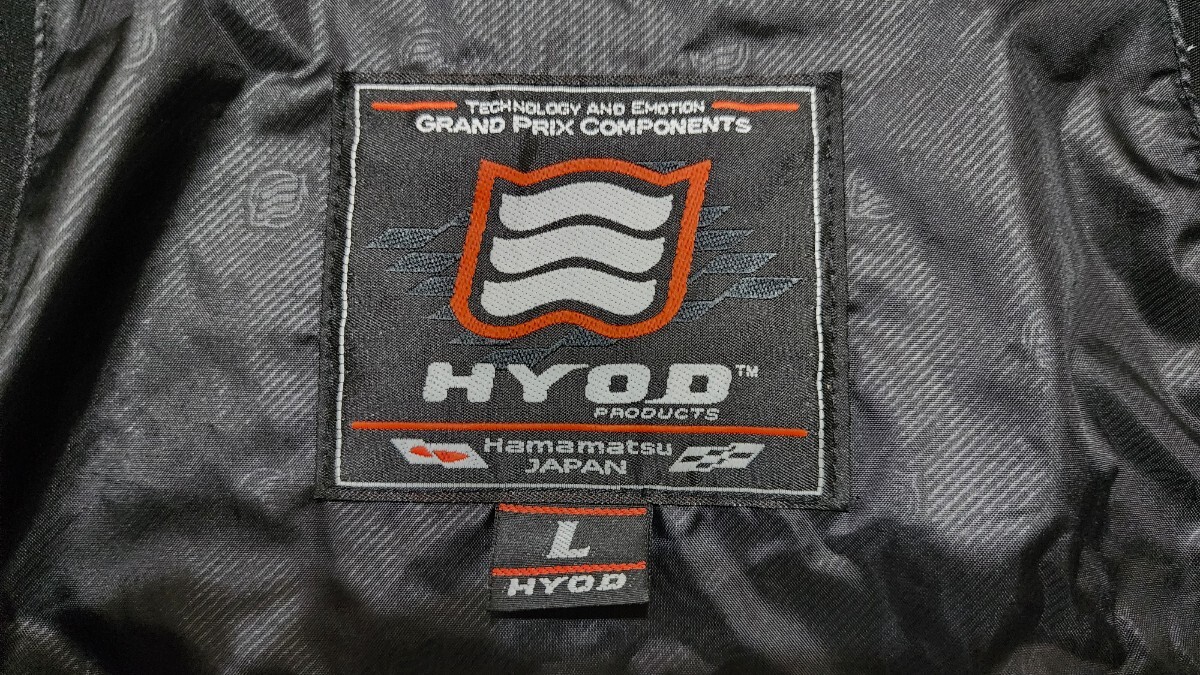 TECHNOLOGY AND EMOTION
GRAND PRIX COMPONENTS
HYOD™
PRODUCTS
Hamamatsu
JAPAN
L
HYOD